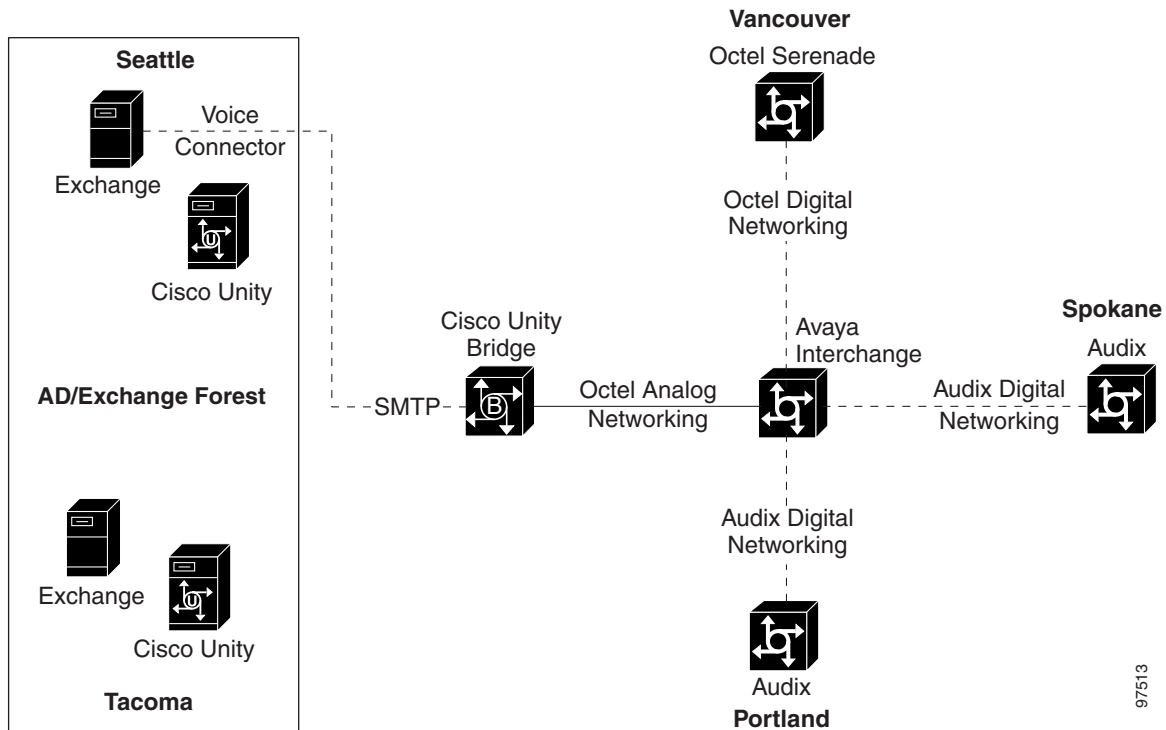 Seattle
Exchange
Voice
Connector
Cisco Unity
AD/Exchange Forest
Exchange
Cisco Unity
Tacoma
SMTP
Cisco Unity
Bridge
B
Octel Analog
Networking
Vancouver
Octel Serenade
Octel Digital
Networking
Avaya
Interchange
Audix Digital
Networking
Spokane
Audix
Audix Digital
Networking
Audix
Portland
U
U
97513